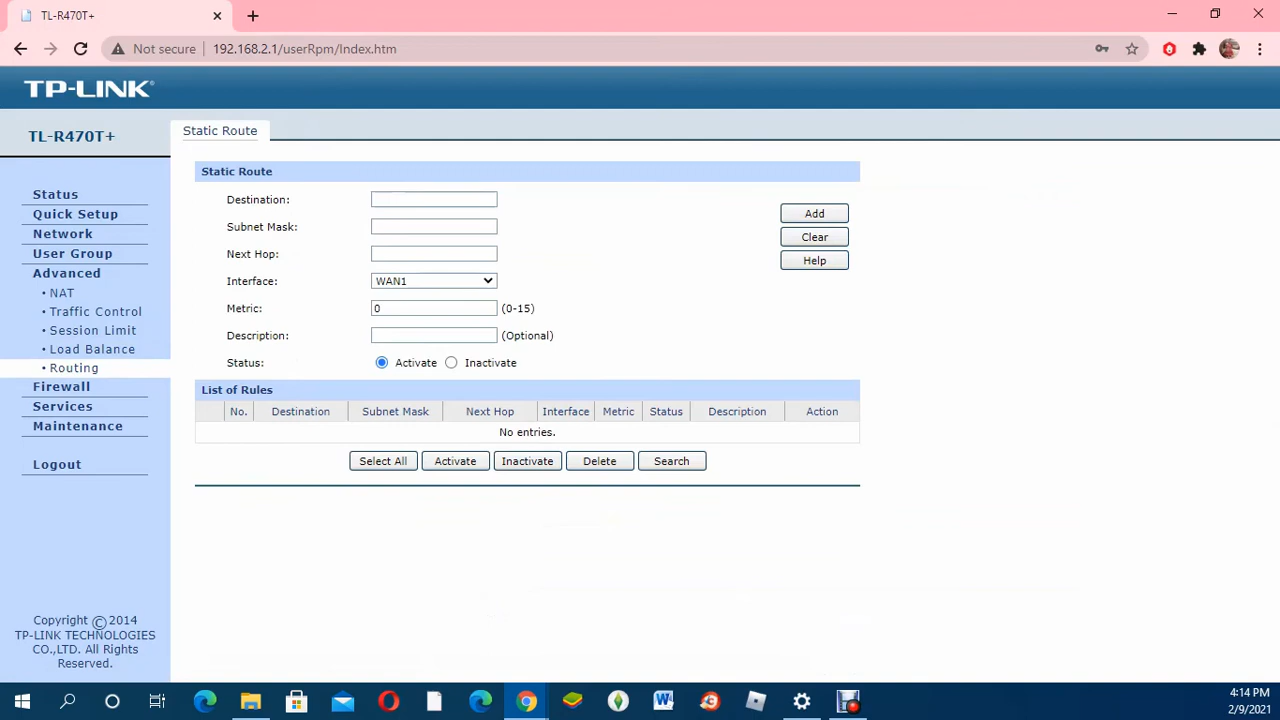 TL-R470T+
Not secure
192.168.2.1/userRpm/Index.htm
TP-LINK®
TL-R470T+
Static Route
Status
Quick Setup
Network
User Group
Advanced
• NAT
• Traffic Control
• Session Limit
• Load Balance
• Routing
Firewall
Services
Maintenance
Logout
Copyright © 2014
TP-LINK TECHNOLOGIES
CO.,LTD. All Rights
Reserved.
Static Route
Destination:
Subnet Mask:
Next Hop:
Interface: WAN1
Metric: 0 (0-15)
Description: (Optional)
Status: Activate Inactivate
Add
Clear
Help
List of Rules
No. Destination Subnet Mask Next Hop Interface Metric Status Description Action
No entries.
Select All Activate Inactivate Delete Search
4:14 PM
2/9/2021